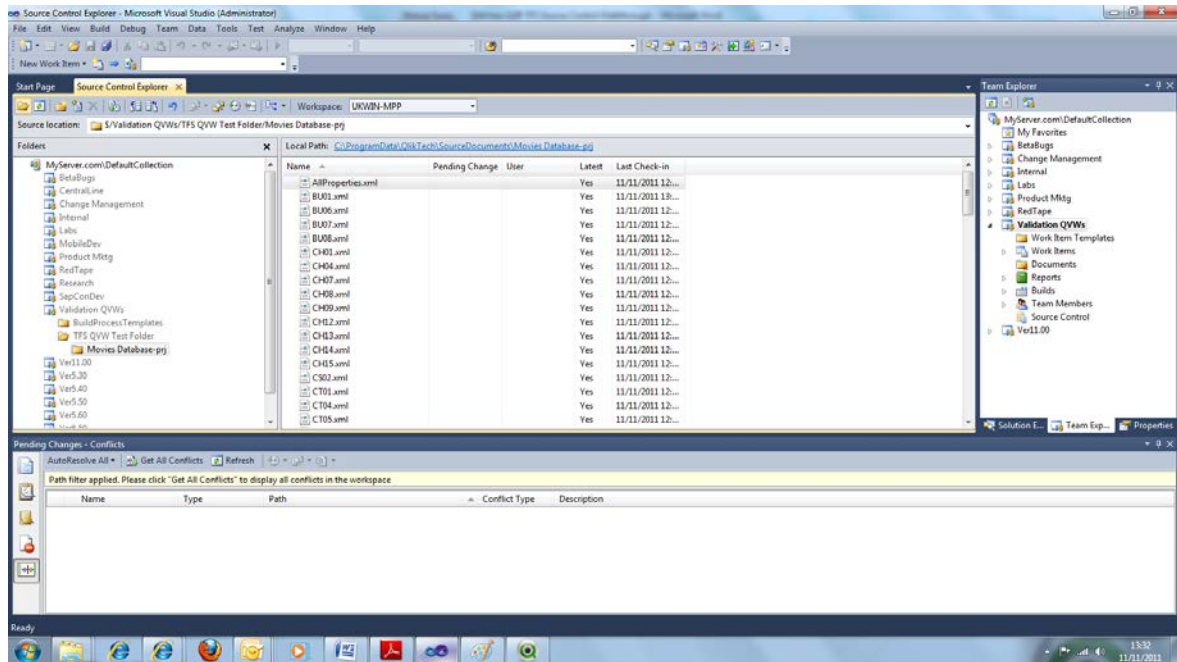 Source Control Explorer - Microsoft Visual Studio (Administrator)
File Edit View Build Debug Team Data Tools Test Analyze Window Help
New Work Item
Start Page Source Control Explorer
Workspace: UKWIN-MPP
Source location: $/Validation QVWs/TFS QVW Test Folder/Movies Database-prj
Folders
MyServer.com\DefaultCollection
BetaBugs
CentralLine
Change Management
Internal
Labs
MobileDev
Product Mktg
RedTape
Research
SapConDev
Validation QVWs
BuildProcessTemplates
TFS QVW Test Folder
Movies Database-prj
Ver11.00
Ver5.30
Ver5.40
Ver5.50
Ver5.60
Local Path: C:\ProgramData\QlikTech\SourceDocuments\Movies Database-prj
Name Pending Change User Latest Last Check-in
AllProperties.xml Yes 11/11/2011 12:...
BU01.xml Yes 11/11/2011 13:...
BU06.xml Yes 11/11/2011 12:...
BU07.xml Yes 11/11/2011 12:...
BU08.xml Yes 11/11/2011 12:...
CH01.xml Yes 11/11/2011 12:...
CH04.xml Yes 11/11/2011 12:...
CH07.xml Yes 11/11/2011 12:...
CH08.xml Yes 11/11/2011 12:...
CH09.xml Yes 11/11/2011 12:...
CH12.xml Yes 11/11/2011 12:...
CH13.xml Yes 11/11/2011 12:...
CH14.xml Yes 11/11/2011 12:...
CH15.xml Yes 11/11/2011 12:...
CS02.xml Yes 11/11/2011 12:...
CT01.xml Yes 11/11/2011 12:...
CT04.xml Yes 11/11/2011 12:...
CT05.xml Yes 11/11/2011 12:...
Team Explorer
MyServer.com\DefaultCollection
My Favorites
BetaBugs
Change Management
Internal
Labs
Product Mktg
RedTape
Validation QVWs
Work Item Templates
Work Items
Documents
Reports
Builds
Team Members
Source Control
Ver11.00
Solution E... Team Exp... Properties
Pending Changes - Conflicts
AutoResolve All Get All Conflicts Refresh
Path filter applied. Please click "Get All Conflicts" to display all conflicts in the workspace
Name Type Path Conflict Type Description
Ready
13:32
11/11/2011